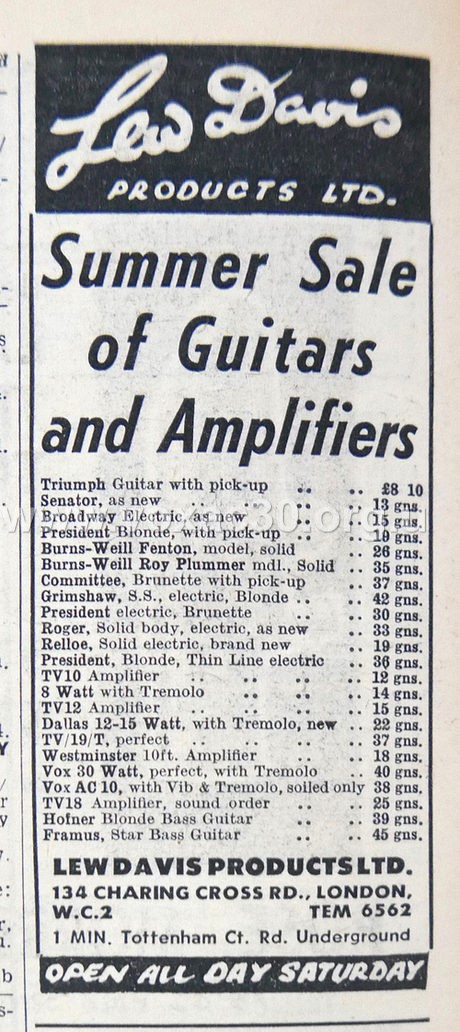 Lew Davis
PRODUCTS LTD.
Summer Sale
of Guitars
and Amplifiers
Triumph Guitar with pick-up .. .. £8 10
Senator, as new .. .. .. .. 13 gns.
Broadway Electric, as new .. .. 15 gns.
President Blonde, with pick-up .. .. 19 gns.
Burns-Weill Fenton, model, solid .. 26 gns.
Burns-Weill Roy Plummer mdl., Solid .. 35 gns.
Committee, Brunette with pick-up .. 37 gns.
Grimshaw, S.S., electric, Blonde .. .. 42 gns.
President electric, Brunette .. .. 30 gns.
Roger, Solid body, electric, as new .. 33 gns.
Relloe, Solid electric, brand new .. 19 gns.
President, Blonde, Thin Line electric .. 36 gns.
TV10 Amplifier .. .. .. 12 gns.
8 Watt with Tremolo .. .. .. 14 gns.
TV12 Amplifier .. .. .. 15 gns.
Dallas 12-15 Watt, with Tremolo, new .. 22 gns.
TV/19/T, perfect .. .. .. .. 37 gns.
Westminster 10ft. Amplifier .. .. 18 gns.
Vox 30 Watt, perfect, with Tremolo .. 40 gns.
Vox AC 10, with Vib & Tremolo, soiled only 38 gns.
TV18 Amplifier, sound order .. .. 25 gns.
Hofner Blonde Bass Guitar .. .. 39 gns.
Framus, Star Bass Guitar .. .. 45 gns.
LEW DAVIS PRODUCTS LTD.
134 CHARING CROSS RD., LONDON,
W.C.2 TEM 6562
1 MIN. Tottenham Ct. Rd. Underground
OPEN ALL DAY SATURDAY